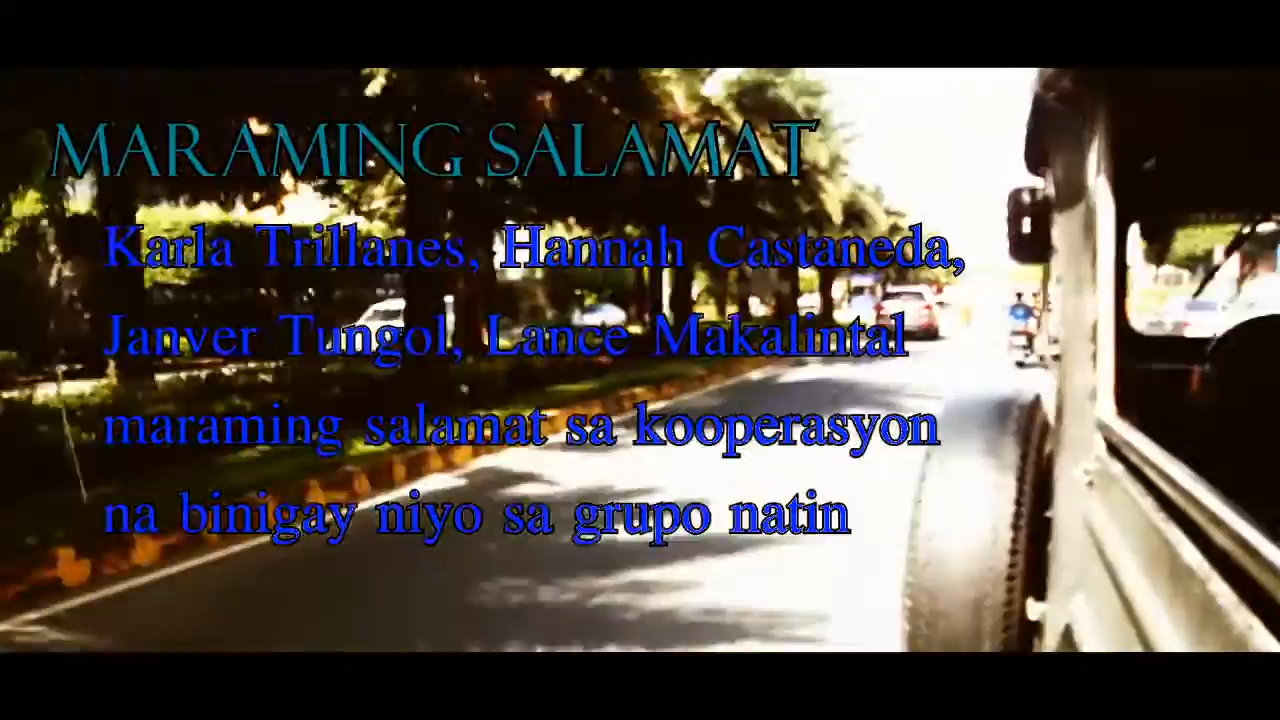 MARAMING SALAMAT
Karla Trillanes, Hannah Castaneda,
Janver Tungol, Lance Makalintal
maraming salamat sa kooperasyon
na binigay niyo sa grupo natin